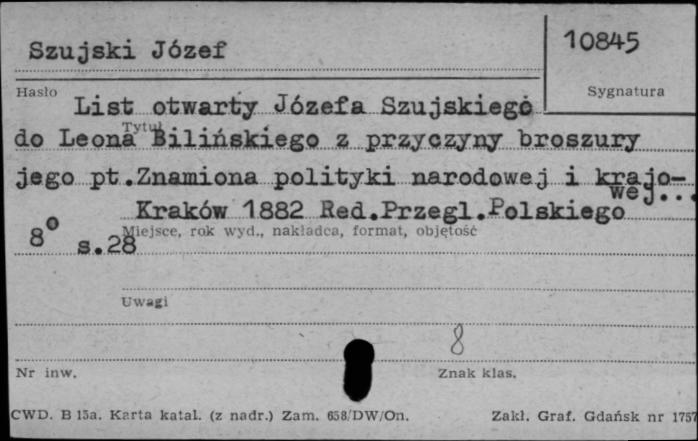 Szujski Józef
10845
Hasło
Sygnatura
List otwarty Józefa Szujskiego
Tytuł
do Leona Bilińskiego z przyczyny broszury
jego pt.Znamiona polityki narodowej i krajo-
wej...
Kraków 1882 Red.Przegl.Polskiego
Miejsce, rok wyd., nakładca, format, objętość
8° s.28
Uwagi
8
Nr inw.
Znak klas.
CWD. B 15a. Karta katal. (z nadr.) Zam. 658/DW/On.
Zakł. Graf. Gdańsk nr 1757